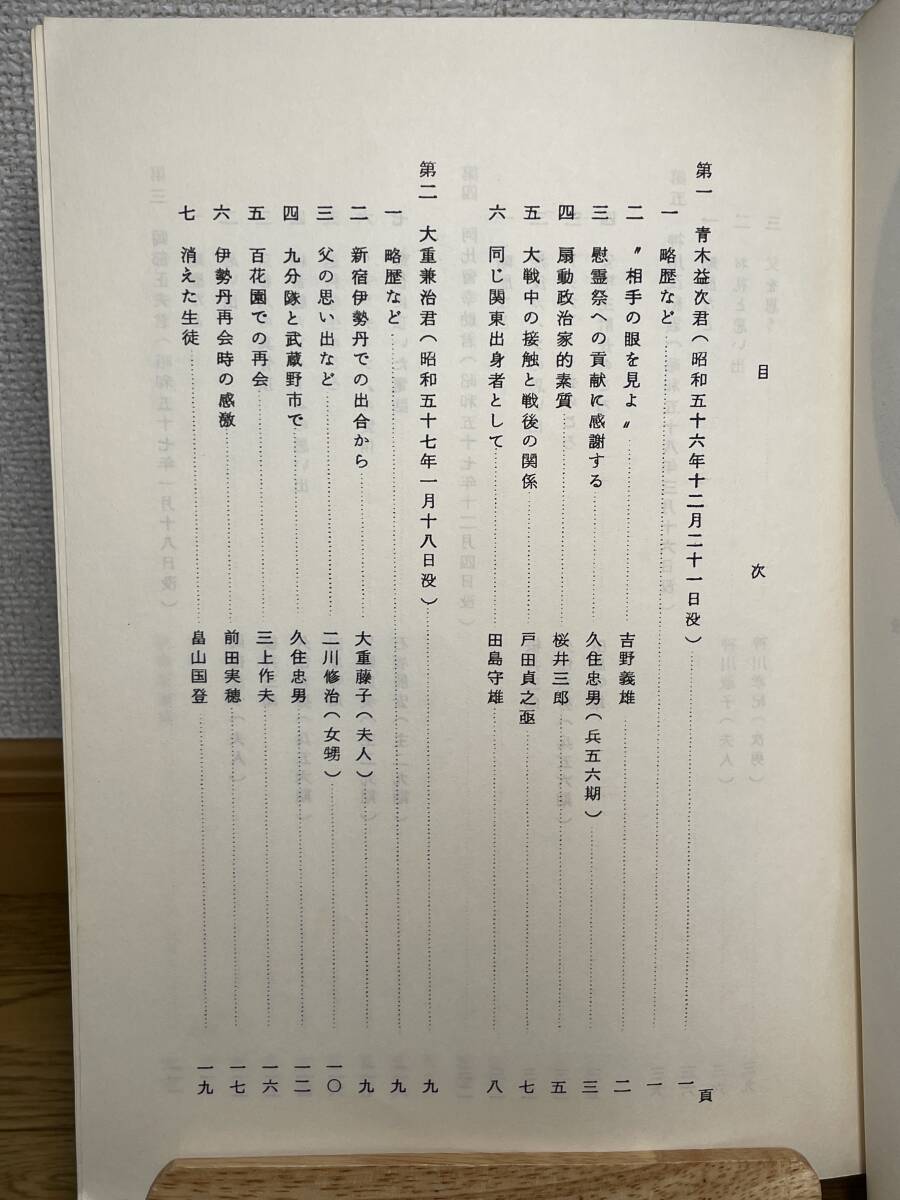 目次
頁
第一 青木益次君(昭和五十六年十二月二十一日没)……一
一 略歴など……一
二 〝相手の眼を見よ〟……吉野義雄……二
三 慰霊祭への貢献に感謝する……久住忠男(兵五六期)……三
四 扇動政治家的素質……桜井三郎……五
五 大戦中の接触と戦後の関係……戸田貞之亟……七
六 同じ関東出身者として……田島守雄……八
第二 大重兼治君(昭和五十七年一月十八日没)……九
一 略歴など……九
二 新宿伊勢丹での出合から……大重藤子(夫人)……九
三 父の思い出など……二川修治(女甥)……一〇
四 九分隊と武蔵野市で……久住忠男……一二
五 百花園での再会……三上作夫……一六
六 伊勢丹再会時の感激……前田実穂……一七
七 消えた生徒……畠山国登……一九